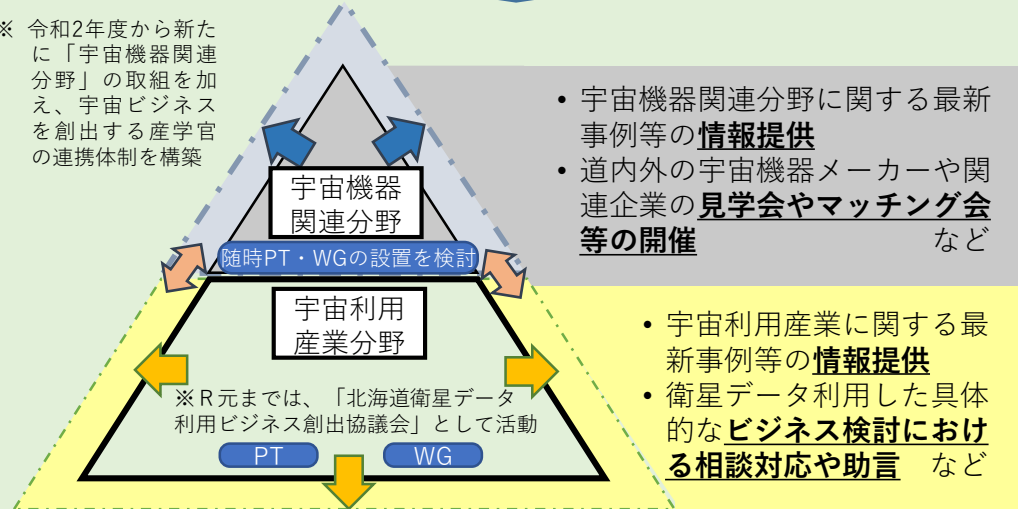 ※ 令和2年度から新た
に「宇宙機器関連
分野」の取組を加
え、宇宙ビジネス
を創出する産学官
の連携体制を構築
宇宙機器
関連分野
随時PT・WGの設置を検討
宇宙利用
産業分野
※R元までは、「北海道衛星データ
利用ビジネス創出協議会」として活動
PT
WG
• 宇宙機器関連分野に関する最新
事例等の情報提供
• 道内外の宇宙機器メーカーや関
連企業の見学会やマッチング会
等の開催 など
• 宇宙利用産業に関する最
新事例等の情報提供
• 衛星データ利用した具体
的なビジネス検討におけ
る相談対応や助言 など